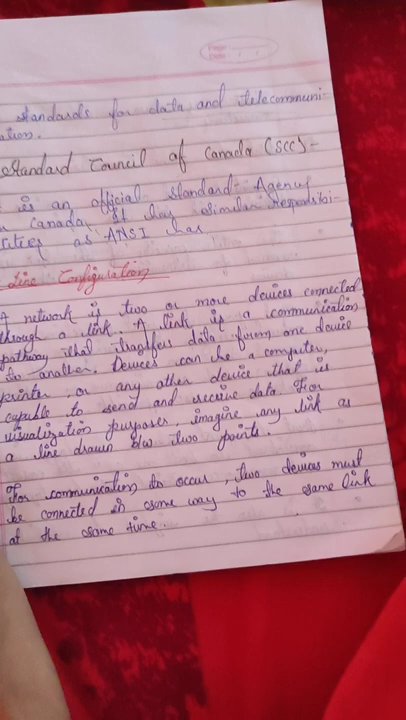 Page:
Date: / /
standards for data and telecommuni-
ation.
Standard Council of Canada (SCC) -
is an official Standard Agency
Canada. It has similar responsibi-
lities as ANSI has
Line Configuration
A network is two or more devices connected
through a link. A link is a communication
pathway that transfers data from one device
to another. Devices can be a computer,
printer, or any other device that is
capable to send and receive data. For
visualization purposes, imagine any link as
a line drawn b/w two points.
For communication to occur, two devices must
be connected in some way to the same link
at the same time.